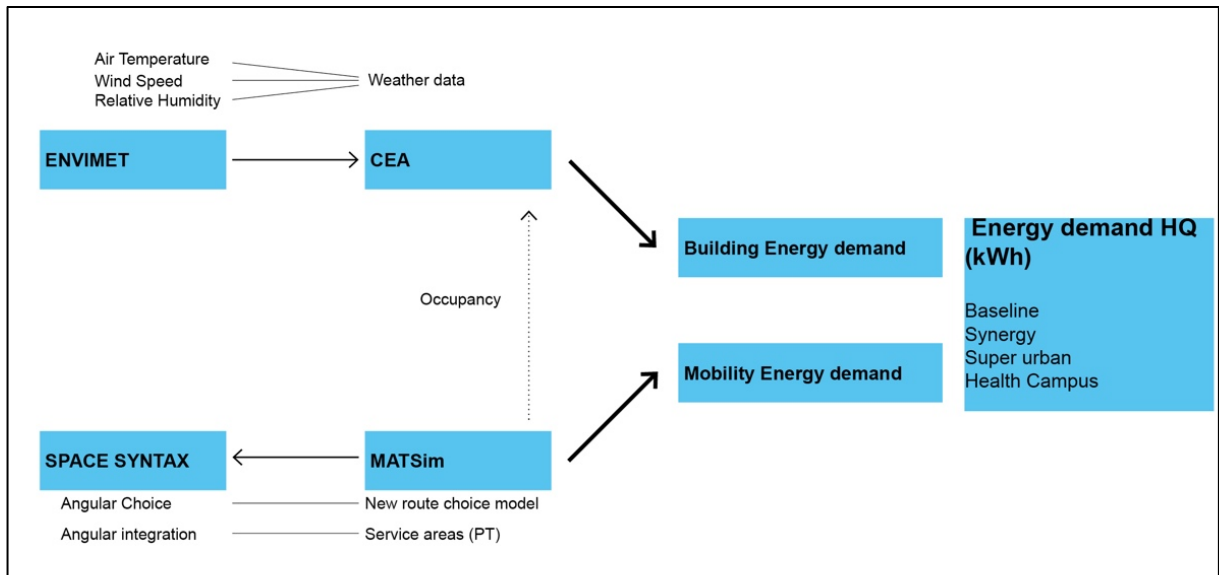 Air Temperature
Wind Speed
Relative Humidity
Weather data
ENVIMET
CEA
Building Energy demand
Energy demand HQ
(kWh)
Occupancy
Baseline
Synergy
Super urban
Health Campus
Mobility Energy demand
SPACE SYNTAX
MATSim
Angular Choice
New route choice model
Angular integration
Service areas (PT)